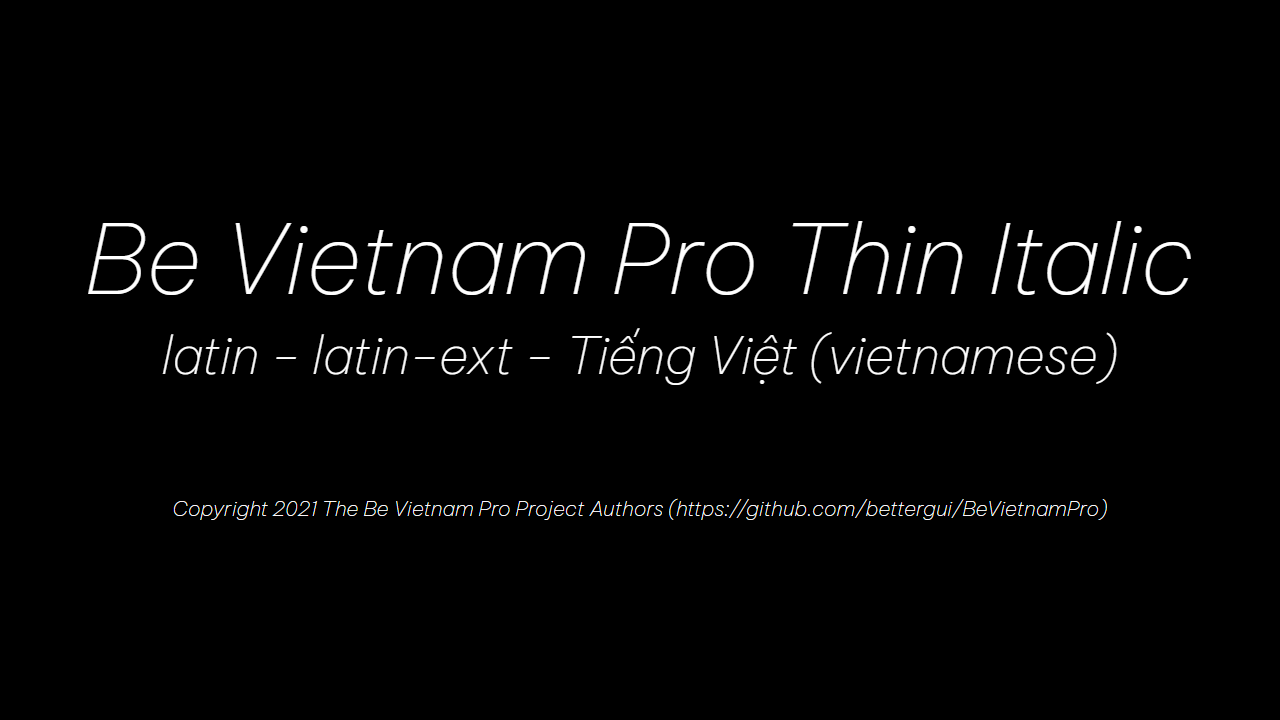 Be Vietnam Pro Thin Italic
latin - latin-ext - Tiếng Việt (vietnamese)
Copyright 2021 The Be Vietnam Pro Project Authors (https://github.com/bettergui/BeVietnamPro)